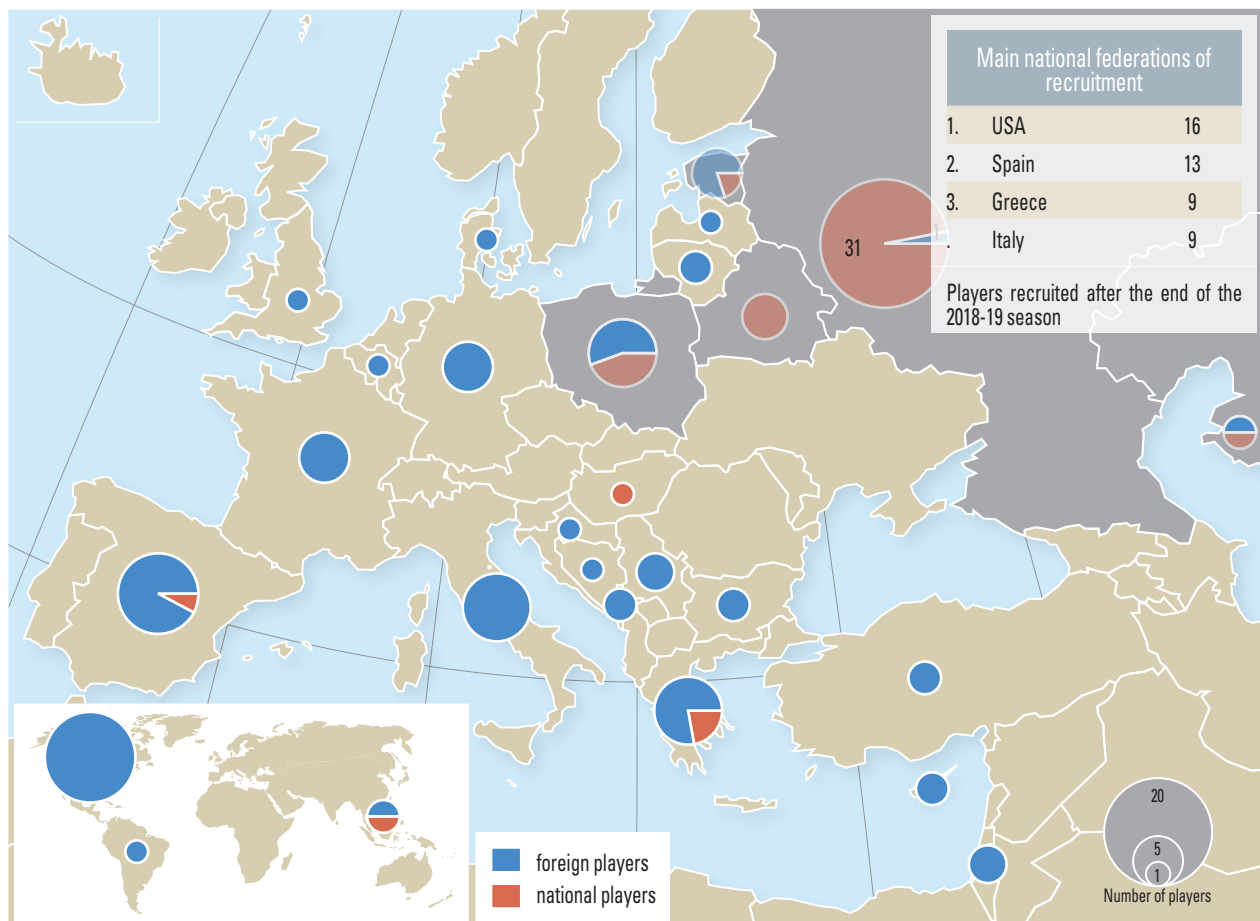 Main national federations of
recruitment
1. USA 16
2. Spain 13
3. Greece 9
. Italy 9
Players recruited after the end of the
2018-19 season
31
1
foreign players
national players
20
5
1
Number of players